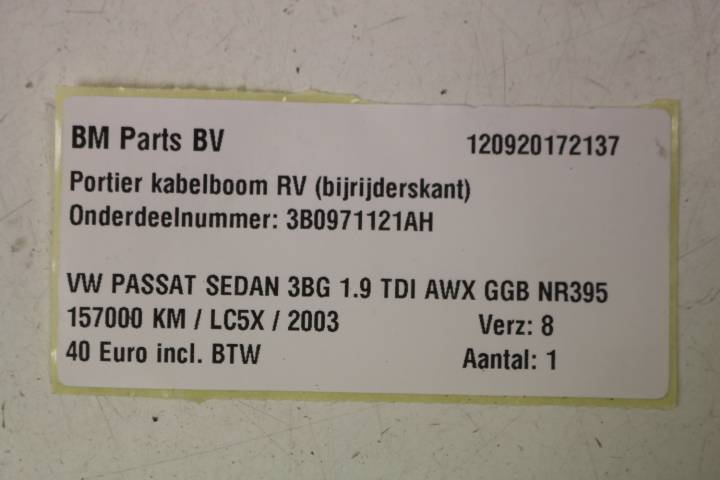 BM Parts BV 120920172137
Portier kabelboom RV (bijrijderskant)
Onderdeelnummer: 3B0971121AH
VW PASSAT SEDAN 3BG 1.9 TDI AWX GGB NR395
157000 KM / LC5X / 2003 Verz: 8
40 Euro incl. BTW Aantal: 1